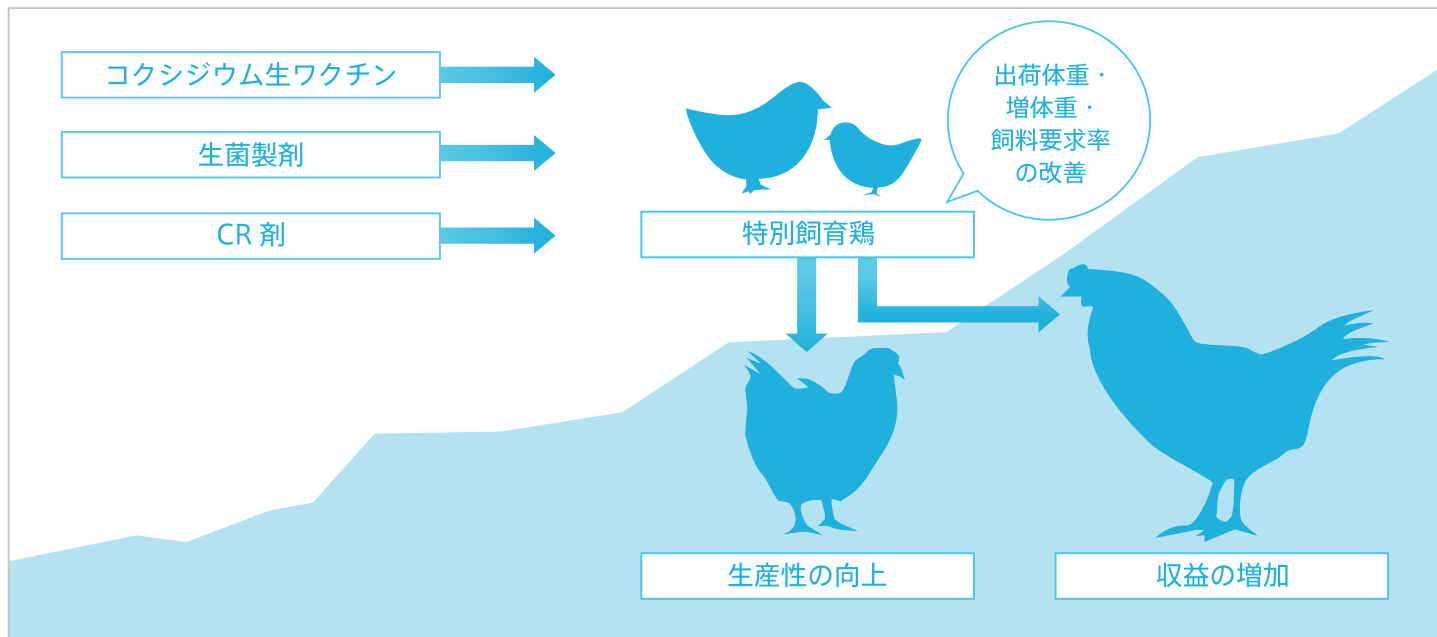 コクシジウム生ワクチン
生菌製剤
CR 剤
出荷体重・
増体重・
飼料要求率
の改善
特別飼育鶏
生産性の向上
収益の増加